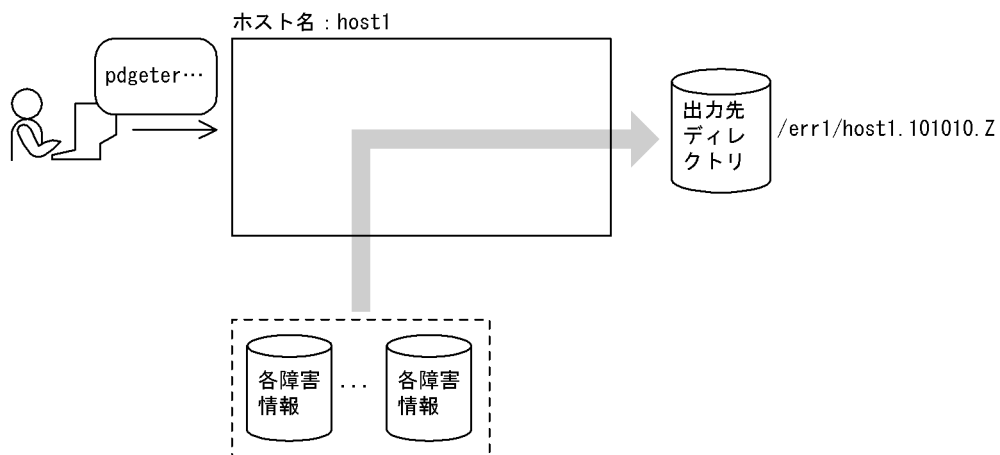 ホスト名：host1
pdgeter…
出力先
ディレ
クトリ
/err1/host1.101010.Z
各障害
情報
...
各障害
情報